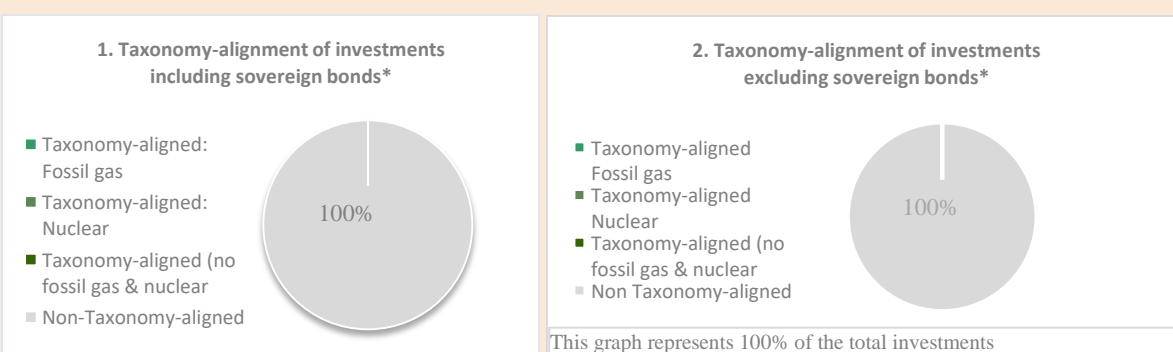 1. Taxonomy-alignment of investments
including sovereign bonds*
Taxonomy-aligned:
Fossil gas
Taxonomy-aligned:
Nuclear
Taxonomy-aligned (no
fossil gas & nuclear
Non-Taxonomy-aligned
100%
2. Taxonomy-alignment of investments
excluding sovereign bonds*
Taxonomy-aligned
Fossil gas
Taxonomy-aligned
Nuclear
Taxonomy-aligned (no
fossil gas & nuclear
Non Taxonomy-aligned
100%
This graph represents 100% of the total investments